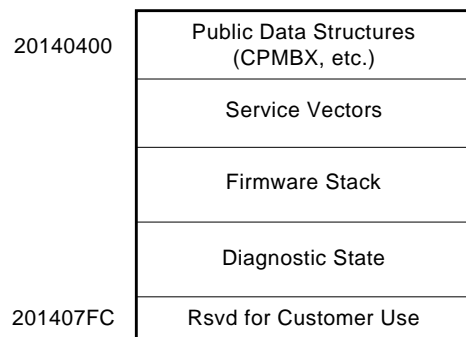 20140400
Public Data Structures
(CPMBX, etc.)
Service Vectors
Firmware Stack
Diagnostic State
201407FC
Rsvd for Customer Use